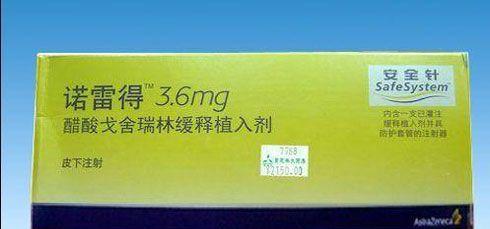 诺雷得™ 3.6mg
醋酸戈舍瑞林缓释植入剂
皮下注射
安全针
SafeSystem™
内含一支已灌注
缓释植入剂并具
防护套管的注射器
7788
¥2150.00
AstraZeneca